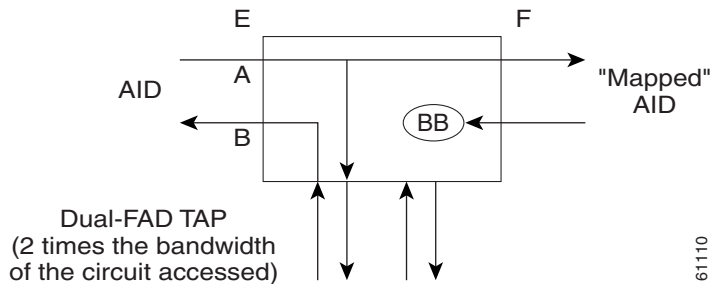 E
F
A
AID
"Mapped"
AID
BB
B
Dual-FAD TAP
(2 times the bandwidth
of the circuit accessed)
61110